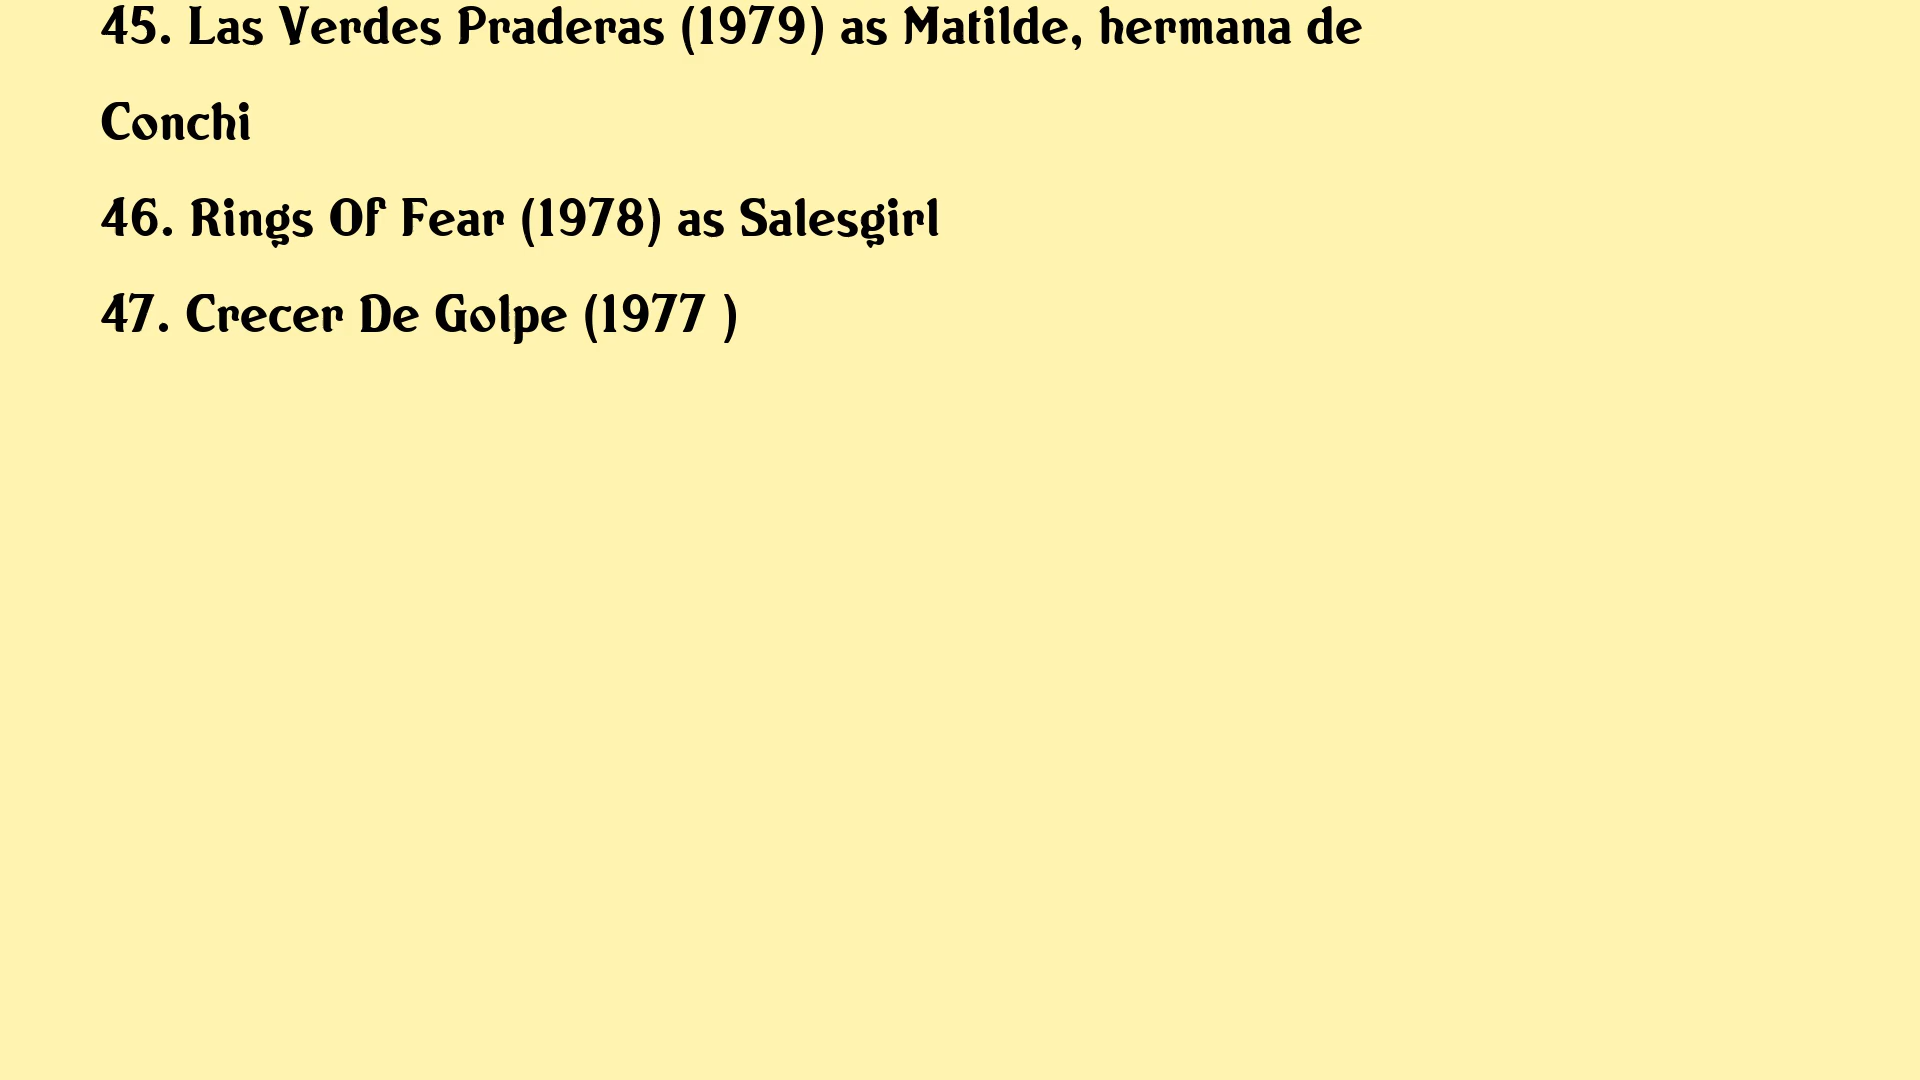 45. Las Verdes Praderas (1979) as Matilde, hermana de
Conchi
46. Rings Of Fear (1978) as Salesgirl
47. Crecer De Golpe (1977 )